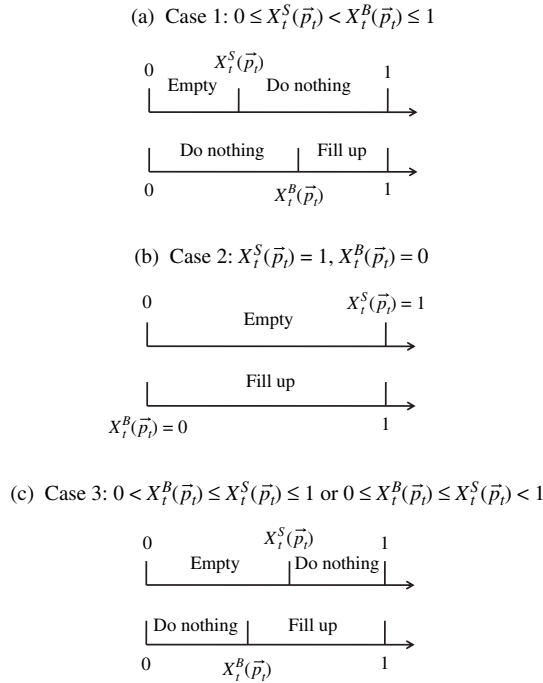 (a) Case 1: 0 ≤ X_t^S(p⃗_t) < X_t^B(p⃗_t) ≤ 1
0 X_t^S(p⃗_t) 1
Empty Do nothing
Do nothing Fill up
0 X_t^B(p⃗_t) 1
(b) Case 2: X_t^S(p⃗_t) = 1, X_t^B(p⃗_t) = 0
0 X_t^S(p⃗_t) = 1
Empty
Fill up
X_t^B(p⃗_t) = 0 1
(c) Case 3: 0 < X_t^B(p⃗_t) ≤ X_t^S(p⃗_t) ≤ 1 or 0 ≤ X_t^B(p⃗_t) ≤ X_t^S(p⃗_t) < 1
0 X_t^S(p⃗_t) 1
Empty Do nothing
Do nothing Fill up
0 X_t^B(p⃗_t) 1